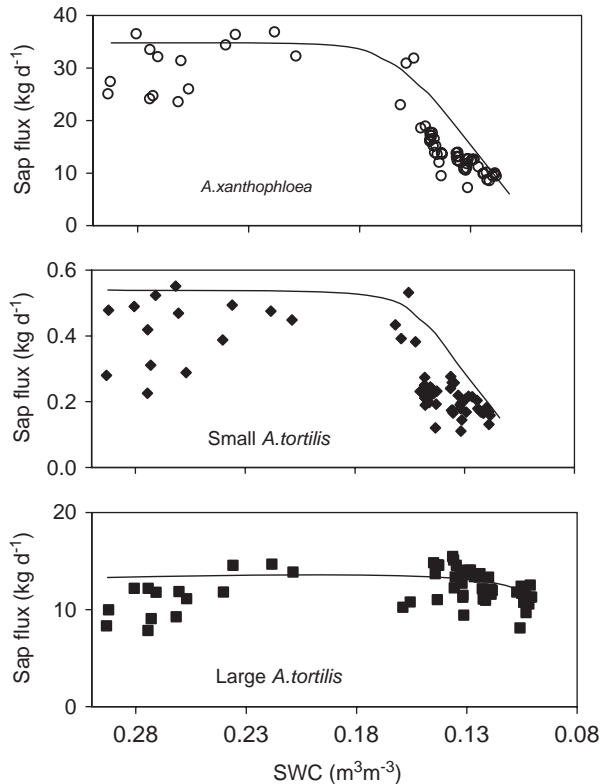 40
30
20
10
0
Sap flux (kg d-1)
A.xanthophloea
0.6
0.4
0.2
0.0
Sap flux (kg d-1)
Small A.tortilis
20
10
0
Sap flux (kg d-1)
Large A.tortilis
0.28 0.23 0.18 0.13 0.08
SWC (m3m-3)